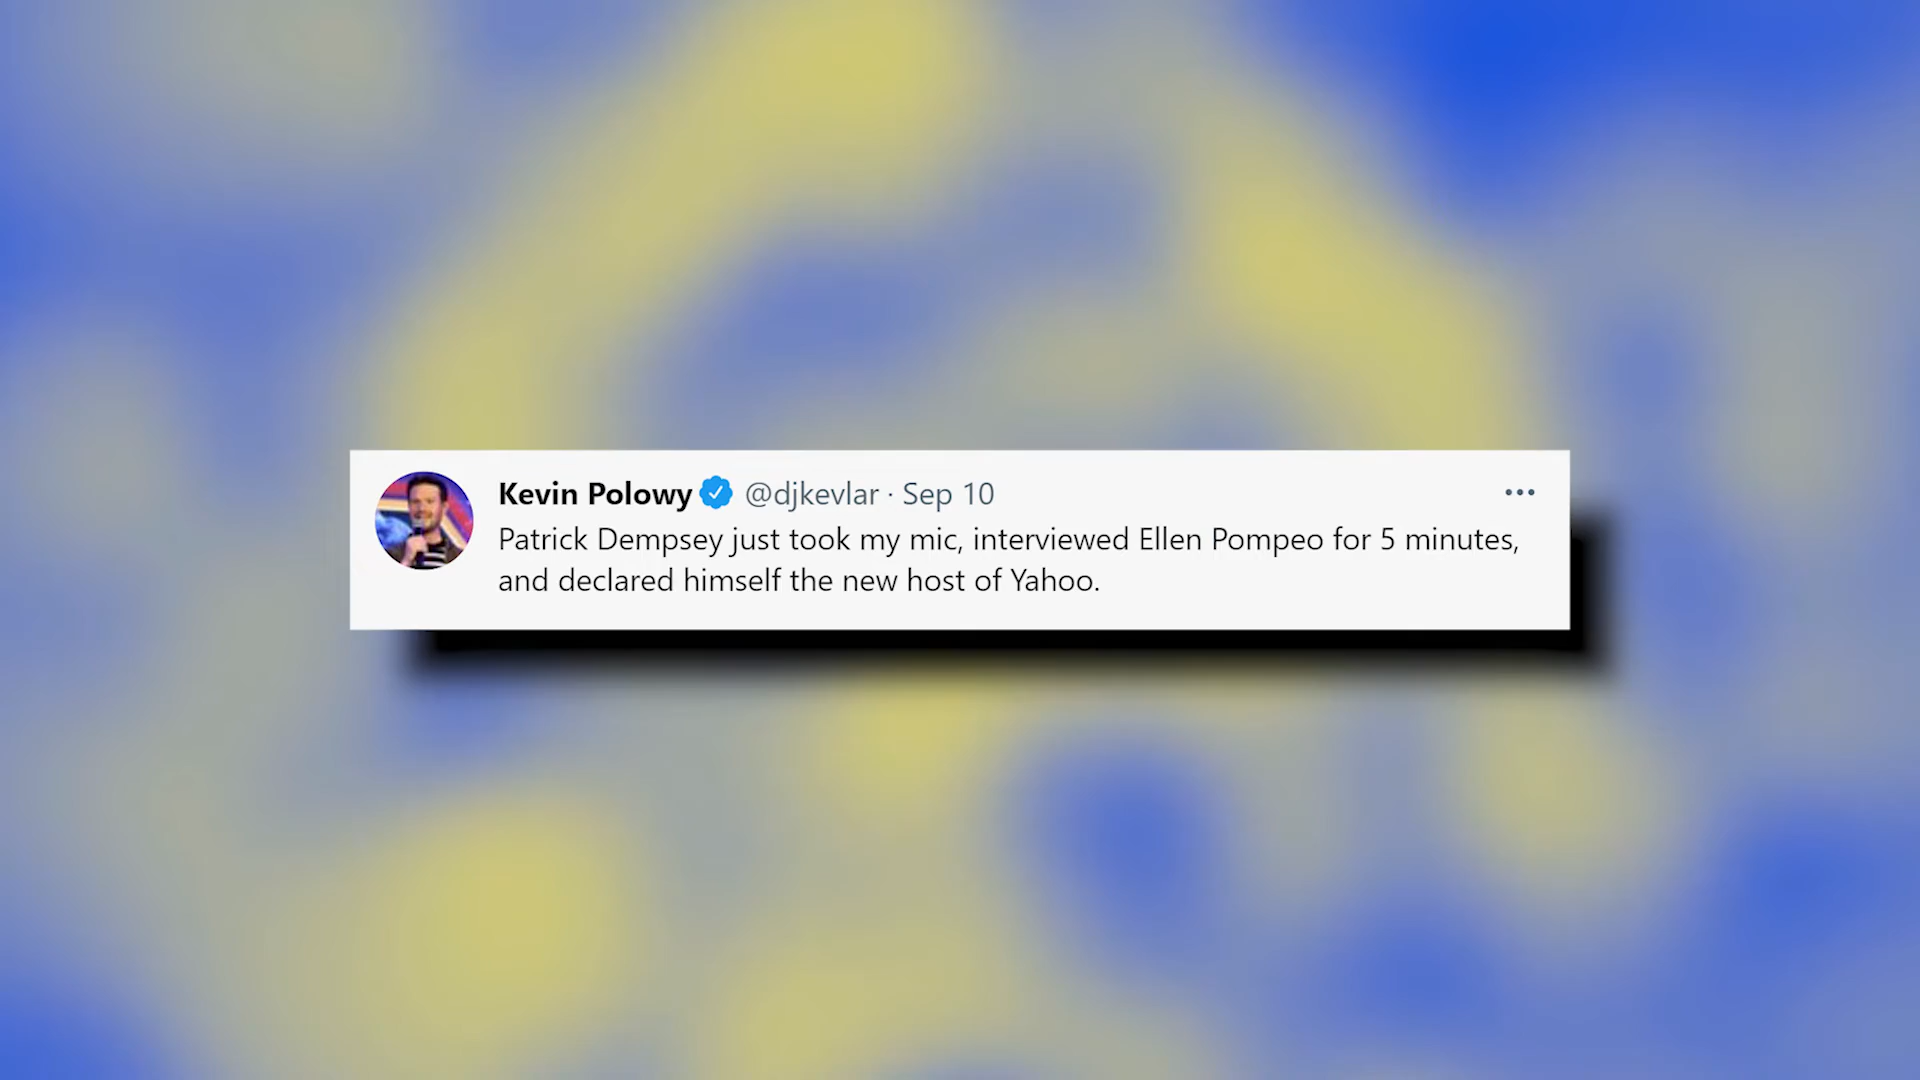 Kevin Polowy @djkevlar · Sep 10
Patrick Dempsey just took my mic, interviewed Ellen Pompeo for 5 minutes,
and declared himself the new host of Yahoo.